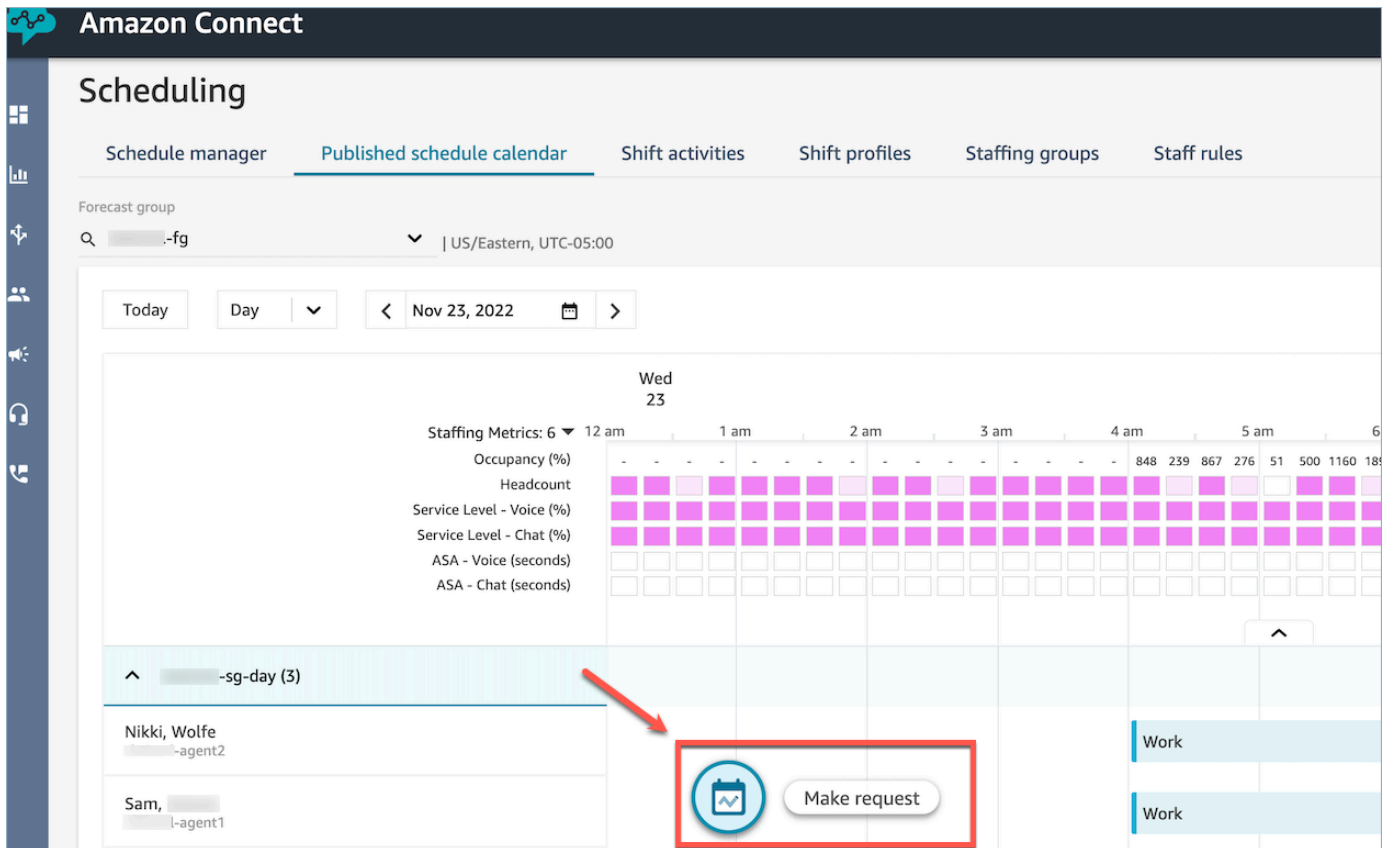 Amazon Connect
Scheduling
Schedule manager Published schedule calendar Shift activities Shift profiles Staffing groups Staff rules
Forecast group
-fg | US/Eastern, UTC-05:00
Today Day Nov 23, 2022
Wed
23
Staffing Metrics: 6 12 am 1 am 2 am 3 am 4 am 5 am 6
Occupancy (%) - - - - - - - - - - - - - - - - 848 239 867 276 51 500 1160 189
Headcount
Service Level - Voice (%)
Service Level - Chat (%)
ASA - Voice (seconds)
ASA - Chat (seconds)
-sg-day (3)
Nikki, Wolfe
-agent2
Work
Sam,
-agent1
Make request
Work